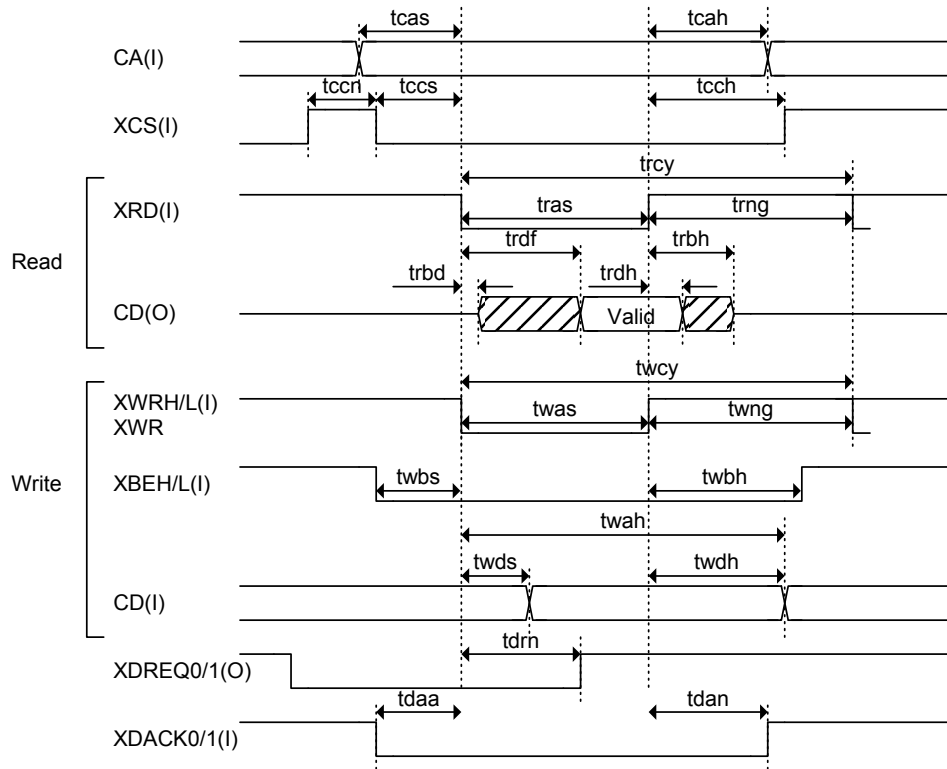 tcas tcah
CA(I)
tccn tccs tcch
XCS(I)
trcy
XRD(I) tras trng
Read
trdf trbh
trbd trdh
CD(O) Valid
twcy
XWRH/L(I)
XWR
twas twng
Write
XBEH/L(I) twbs twbh
twah
twds twdh
CD(I)
tdrn
XDREQ0/1(O)
tdaa tdan
XDACK0/1(I)